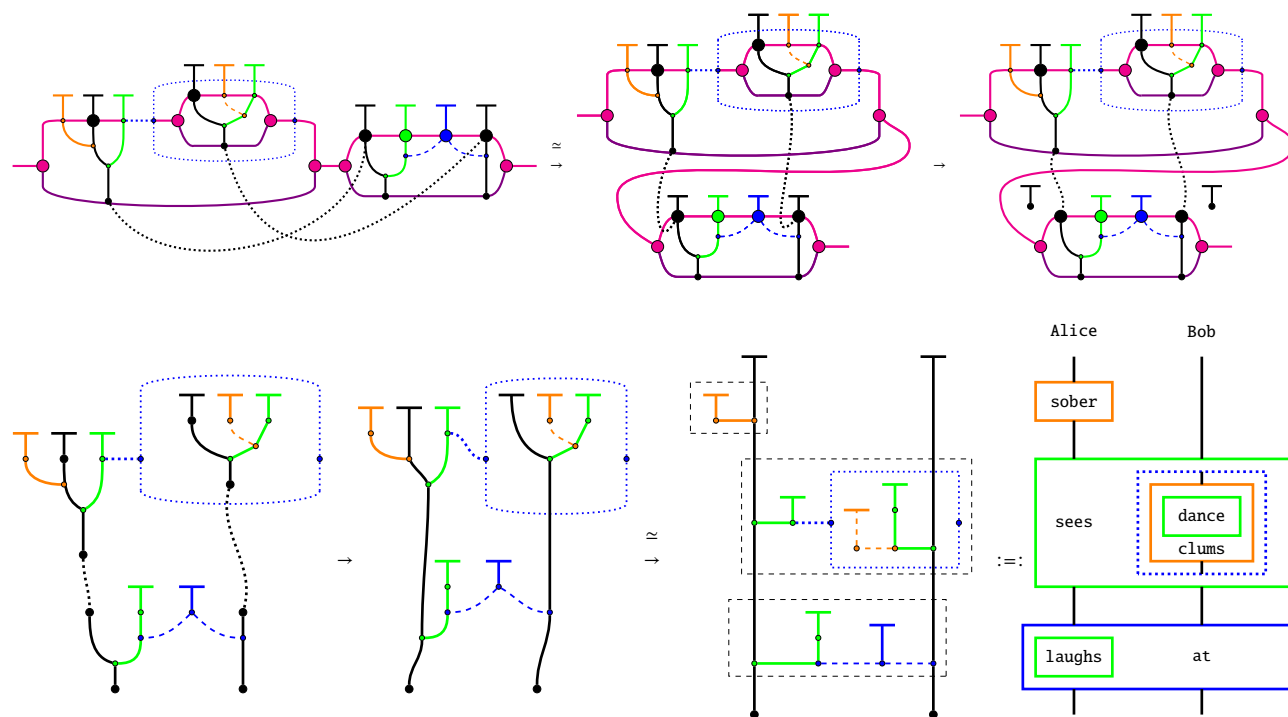 ≃
→
→
Alice Bob
sober
sees
dance
clums
→
≃
→
:=:
laughs at